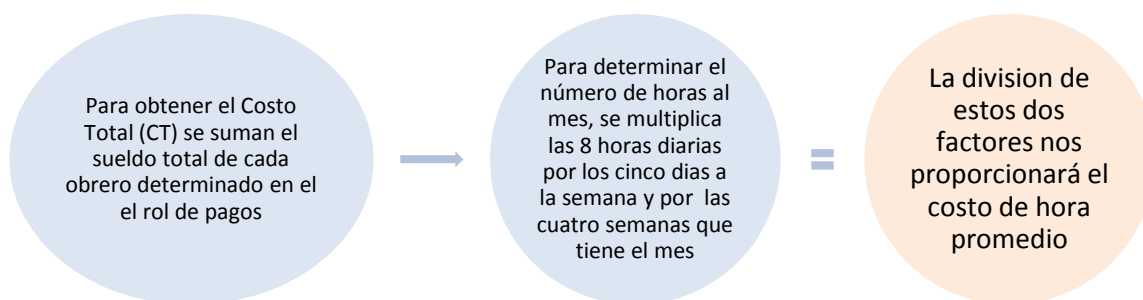 Para obtener el Costo
Total (CT) se suman el
sueldo total de cada
obrero determinado en el
el rol de pagos
Para determinar el
número de horas al
mes, se multiplica
las 8 horas diarias
por los cinco dias a
la semana y por las
cuatro semanas que
tiene el mes
=
La division de
estos dos
factores nos
proporcionará el
costo de hora
promedio